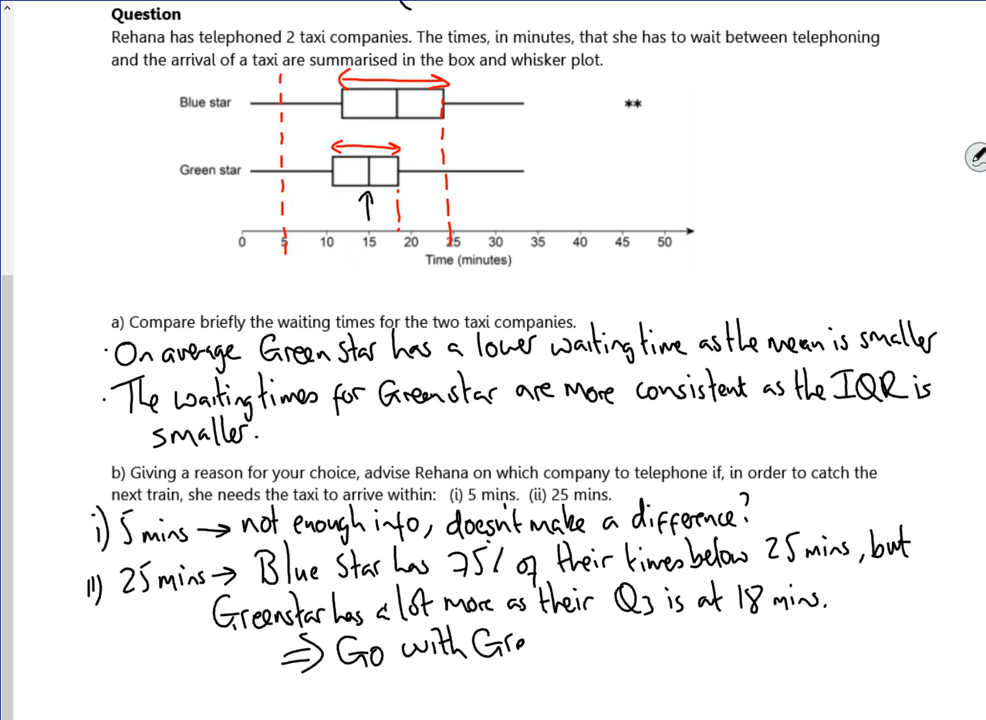 Question
Rehana has telephoned 2 taxi companies. The times, in minutes, that she has to wait between telephoning
and the arrival of a taxi are summarised in the box and whisker plot.
Blue star
**
Green star
0 5 10 15 20 25 30 35 40 45 50
Time (minutes)
a) Compare briefly the waiting times for the two taxi companies.
· On average Green Star has a lower waiting time as the mean is smaller
· The waiting times for Greenstar are more consistent as the IQR is
smaller.
b) Giving a reason for your choice, advise Rehana on which company to telephone if, in order to catch the
next train, she needs the taxi to arrive within: (i) 5 mins. (ii) 25 mins.
i) 5 mins → not enough info, doesn't make a difference?
ii) 25 mins → Blue Star has 75% of their times below 25 mins, but
Greenstar has a lot more as their Q3 is at 18 mins.
⇒ Go with Gre